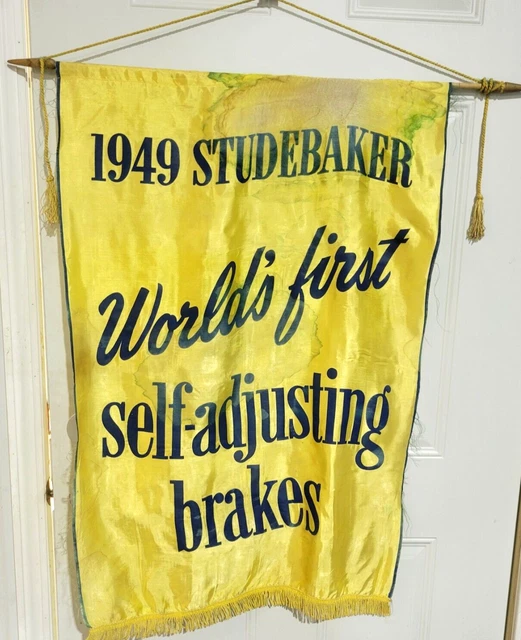 1949 STUDEBAKER
World's first
self-adjusting
brakes